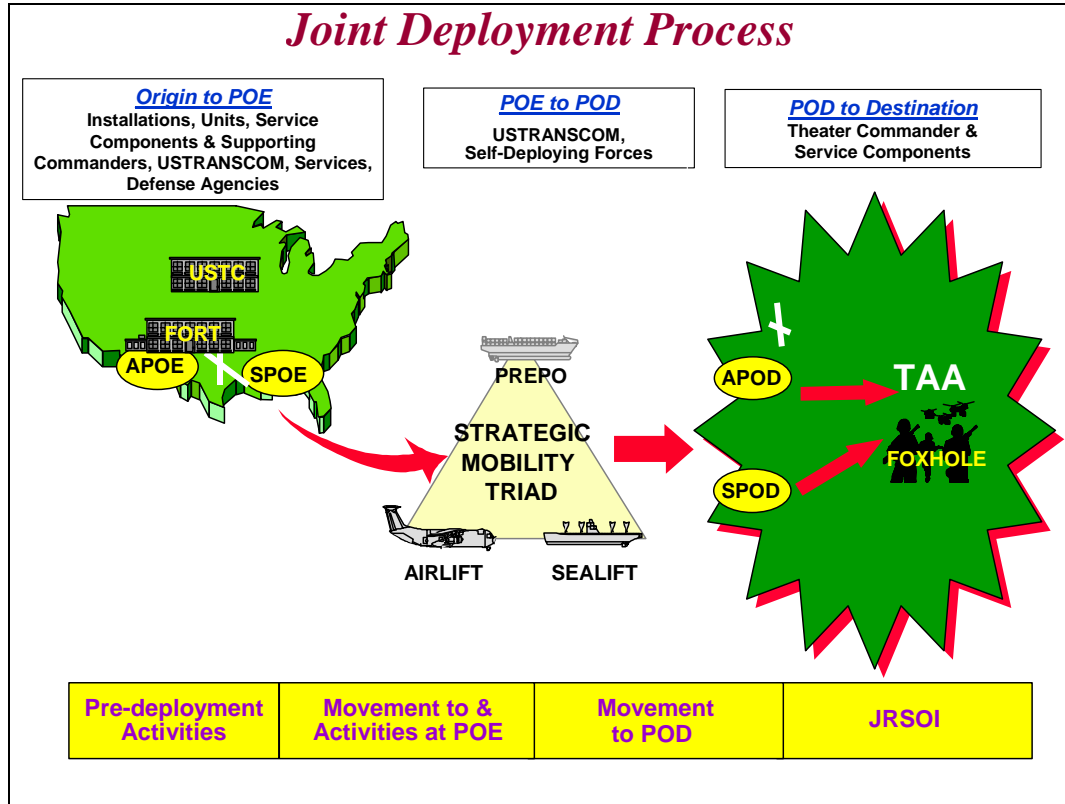 Joint Deployment Process
Origin to POE
Installations, Units, Service
Components & Supporting
Commanders, USTRANSCOM, Services,
Defense Agencies
POE to POD
USTRANSCOM,
Self-Deploying Forces
POD to Destination
Theater Commander &
Service Components
USTC
FORT
APOE
SPOE
PREPO
STRATEGIC
MOBILITY
TRIAD
AIRLIFT
SEALIFT
APOD
TAA
FOXHOLE
SPOD
Pre-deployment
Activities
Movement to &
Activities at POE
Movement
to POD
JRSOI